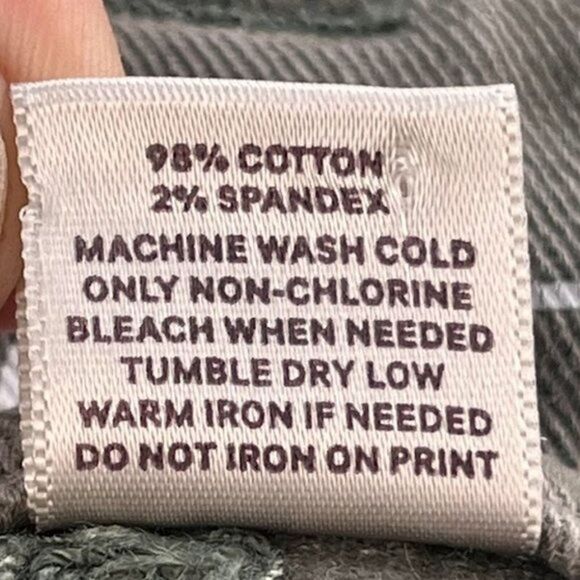 98% COTTON
2% SPANDEX
MACHINE WASH COLD
ONLY NON-CHLORINE
BLEACH WHEN NEEDED
TUMBLE DRY LOW
WARM IRON IF NEEDED
DO NOT IRON ON PRINT